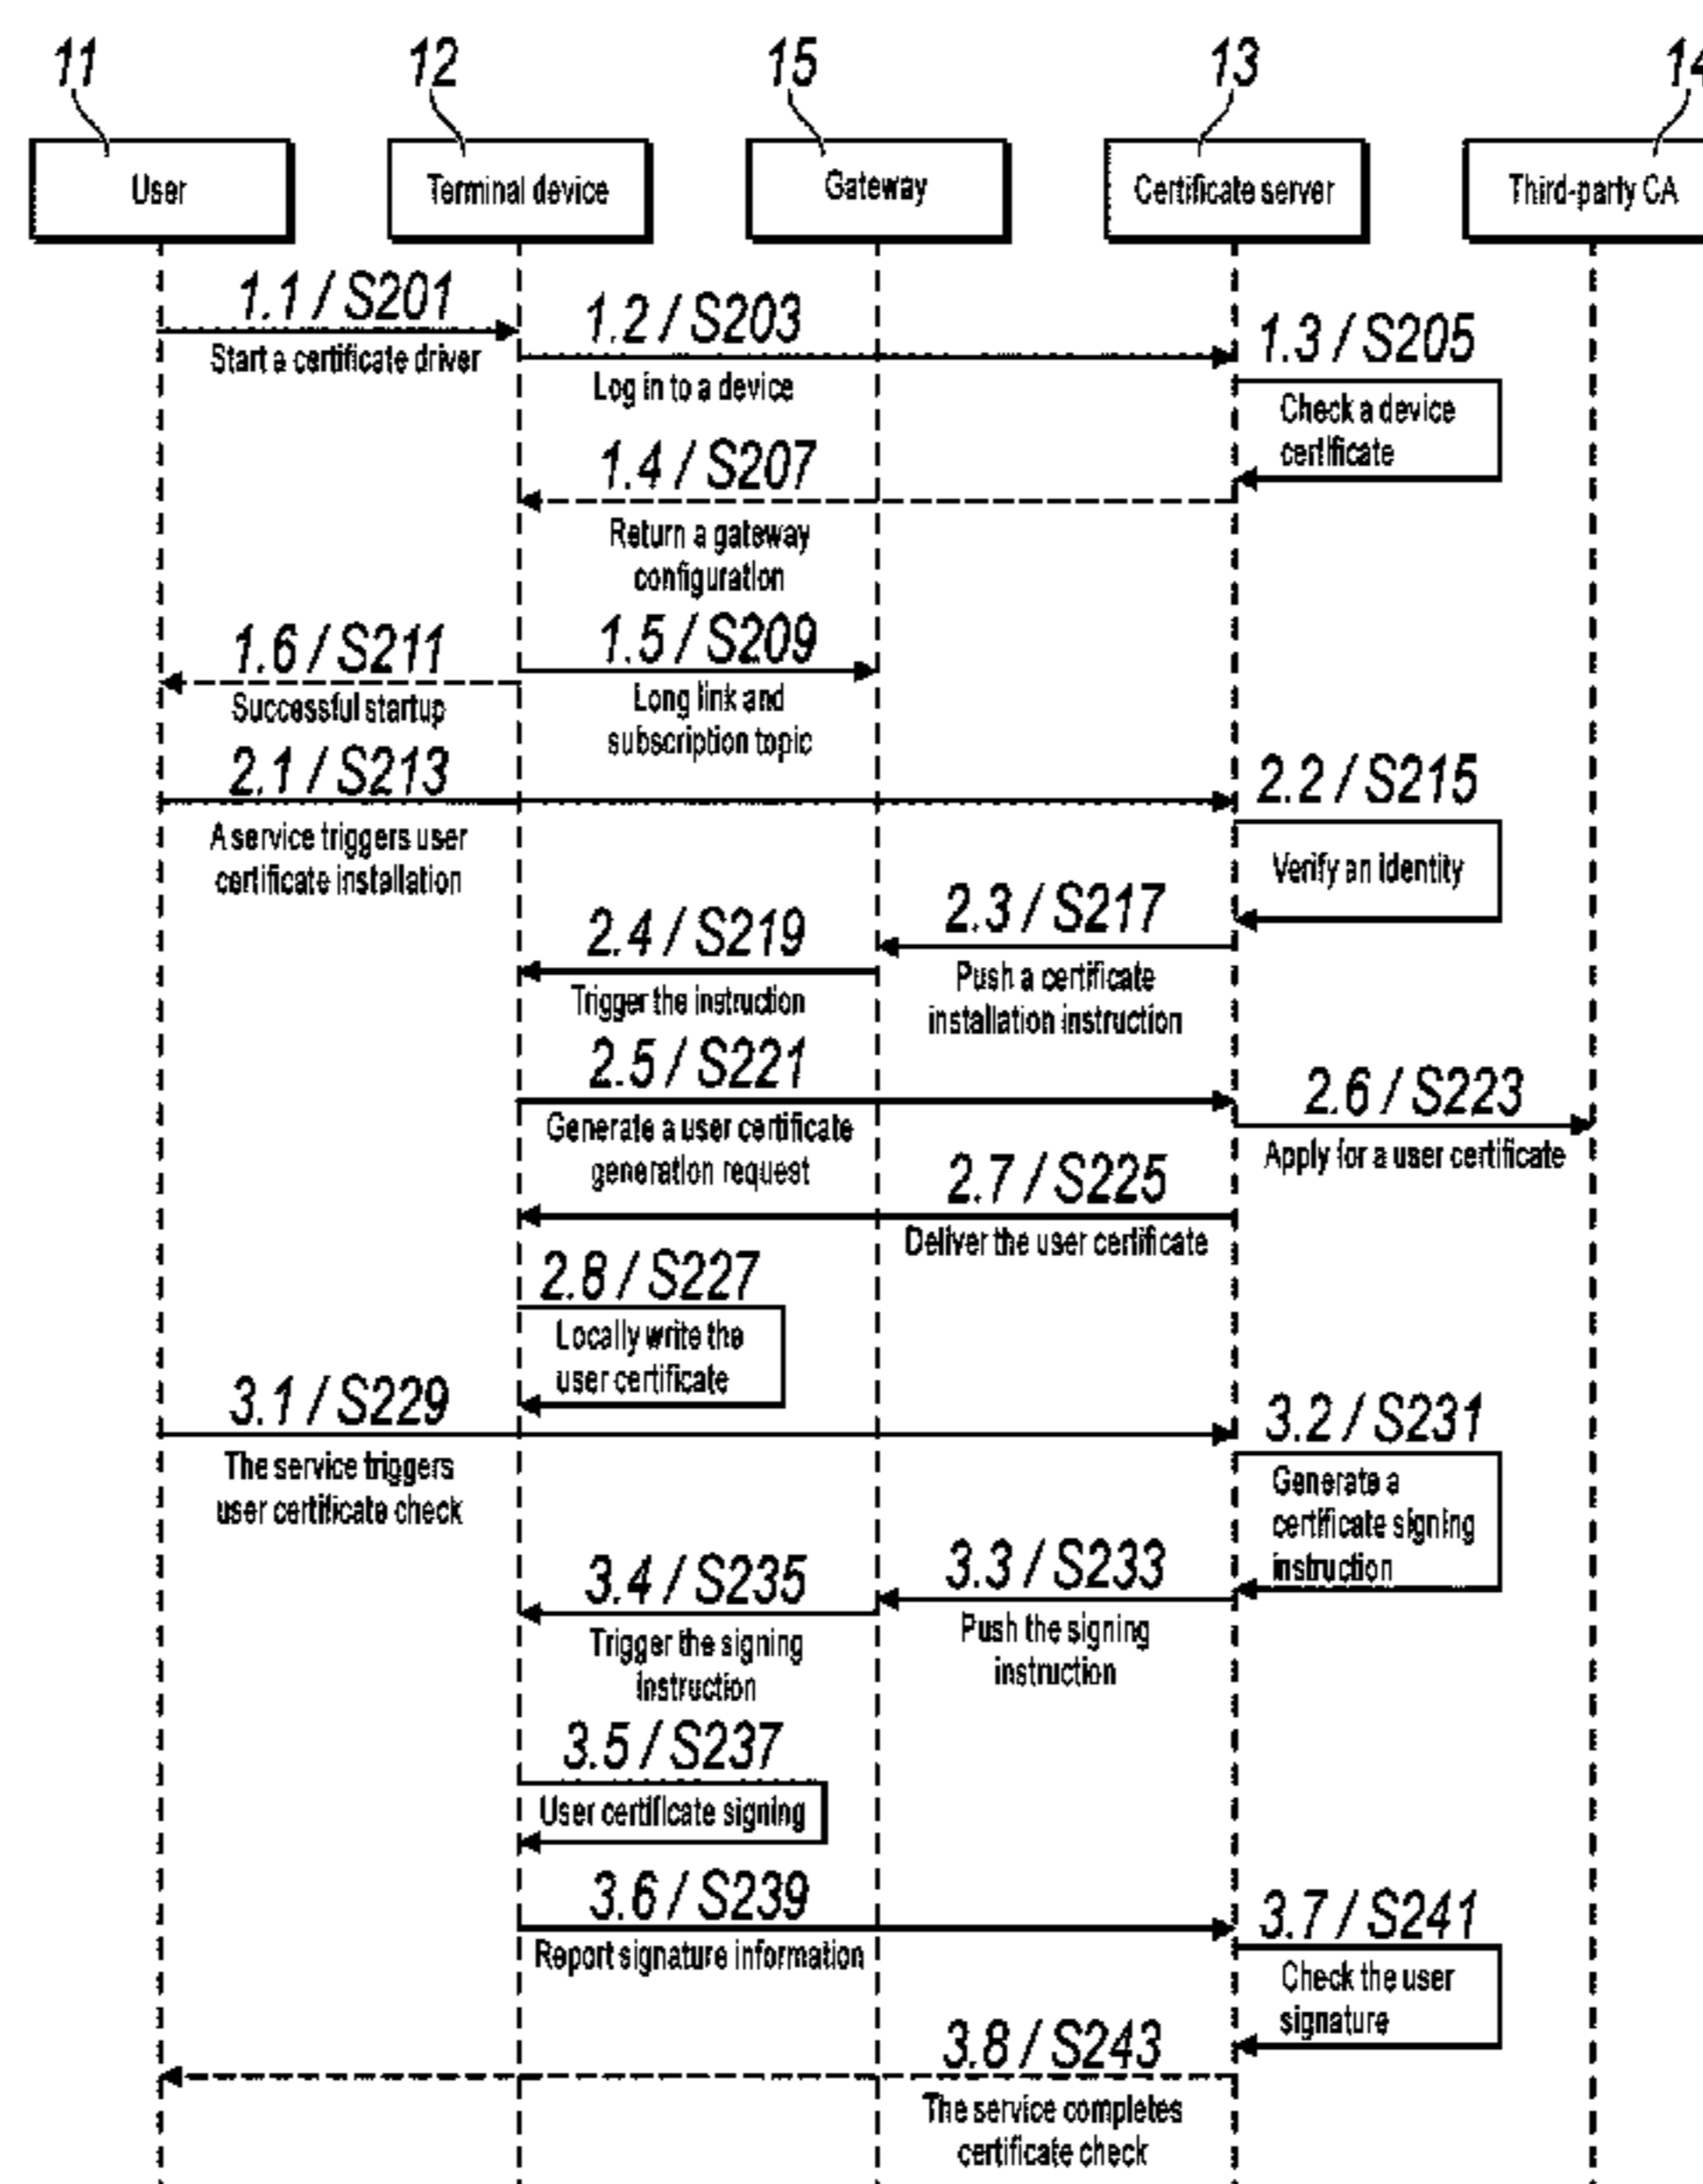 11
12
15
13
14
User
Terminal device
Gateway
Certificate server
Third-party CA
1.1 / S201
Start a certificate driver
1.2 / S203
Log in to a device
1.3 / S205
Check a device
certificate
1.4 / S207
Return a gateway
configuration
1.5 / S209
Long link and
subscription topic
1.6 / S211
Successful startup
2.1 / S213
A service triggers user
certificate installation
2.2 / S215
Verify an identity
2.3 / S217
Push a certificate
installation instruction
2.4 / S219
Trigger the instruction
2.5 / S221
Generate a user certificate
generation request
2.6 / S223
Apply for a user certificate
2.7 / S225
Deliver the user certificate
2.8 / S227
Locally write the
user certificate
3.1 / S229
The service triggers
user certificate check
3.2 / S231
Generate a
certificate signing
instruction
3.3 / S233
Push the signing
instruction
3.4 / S235
Trigger the signing
instruction
3.5 / S237
User certificate signing
3.6 / S239
Report signature information
3.7 / S241
Check the user
signature
3.8 / S243
The service completes
certificate check